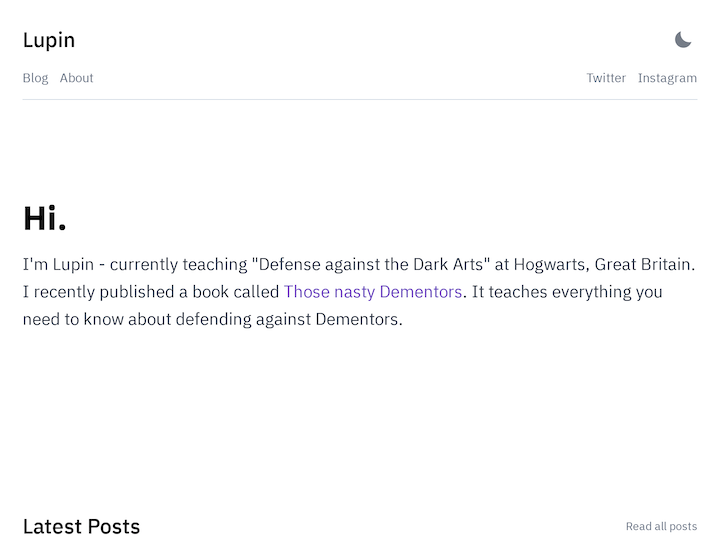 Lupin
Blog About Twitter Instagram
Hi.
I'm Lupin - currently teaching "Defense against the Dark Arts" at Hogwarts, Great Britain.
I recently published a book called Those nasty Dementors. It teaches everything you
need to know about defending against Dementors.
Latest Posts Read all posts